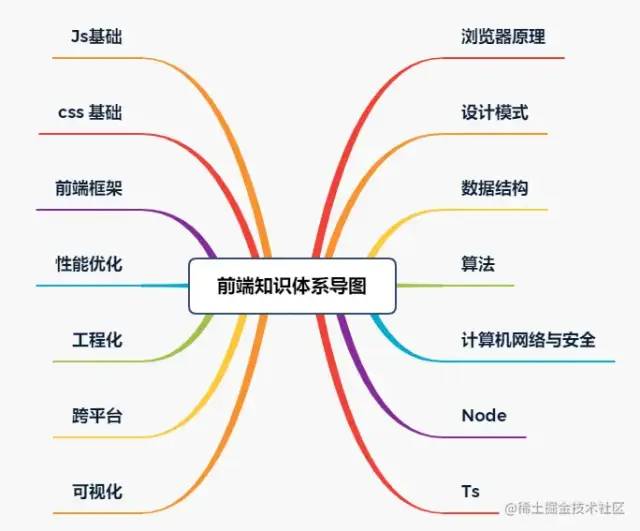 Js基础
css 基础
前端框架
性能优化
工程化
跨平台
可视化
前端知识体系导图
浏览器原理
设计模式
数据结构
算法
计算机网络与安全
Node
Ts
@稀土掘金技术社区